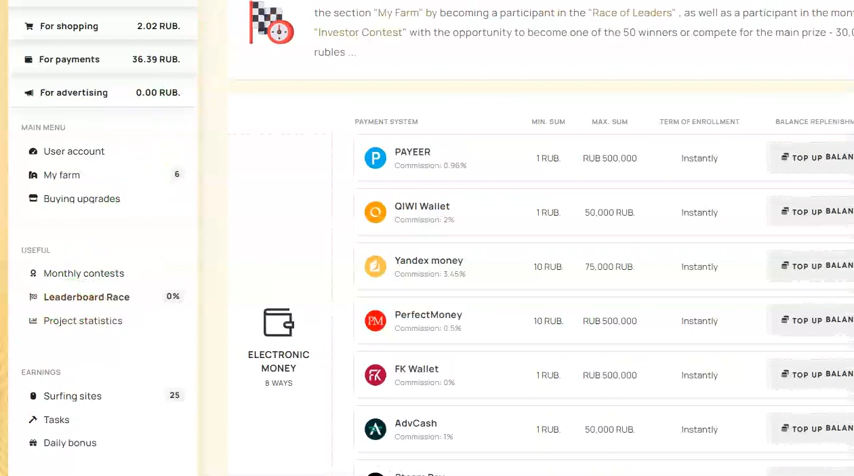 For shopping 2.02 RUB.
For payments 36.39 RUB.
For advertising 0.00 RUB.
MAIN MENU
User account
My farm 6
Buying upgrades
USEFUL
Monthly contests
Leaderboard Race 0%
Project statistics
EARNINGS
Surfing sites 25
Tasks
Daily bonus
the section "My Farm" by becoming a participant in the "Race of Leaders" , as well as a participant in the mont
"Investor Contest" with the opportunity to become one of the 50 winners or compete for the main prize - 30,0
rubles ...
PAYMENT SYSTEM MIN. SUM MAX. SUM TERM OF ENROLLMENT BALANCE REPLENISHM
ELECTRONIC
MONEY
8 WAYS
PAYEER
Commission: 0.96%
1 RUB. RUB 500,000 Instantly TOP UP BALAN
QIWI Wallet
Commission: 2%
1 RUB. 50,000 RUB. Instantly TOP UP BALAN
Yandex money
Commission: 3.45%
10 RUB. 75,000 RUB. Instantly TOP UP BALAN
PM
PerfectMoney
Commission: 0.5%
10 RUB. RUB 500,000 Instantly TOP UP BALAN
FK
FK Wallet
Commission: 0%
1 RUB. RUB 500,000 Instantly TOP UP BALAN
AdvCash
Commission: 1%
1 RUB. 50,000 RUB. Instantly TOP UP BALAN